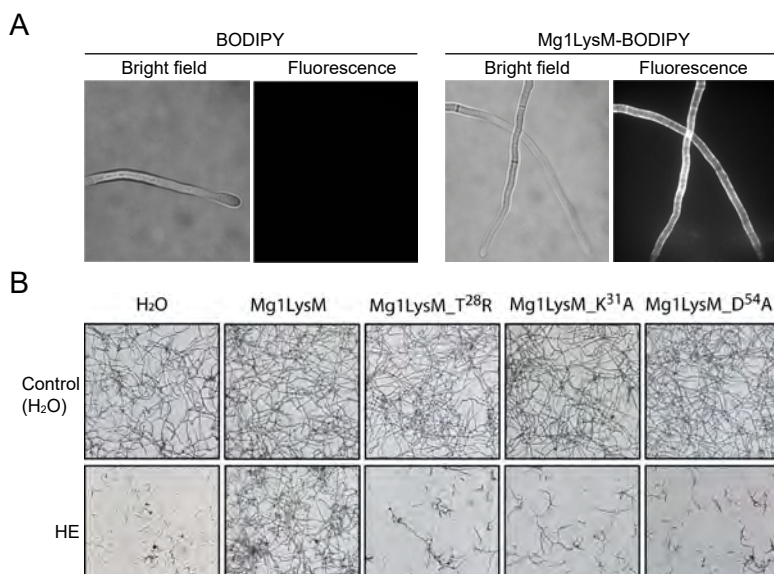 A
BODIPY
Mg1LysM-BODIPY
Bright field
Fluorescence
Bright field
Fluorescence
B
H₂O
Mg1LysM
Mg1LysM_T²⁸R
Mg1LysM_K³¹A
Mg1LysM_D⁵⁴A
Control
(H₂O)
HE